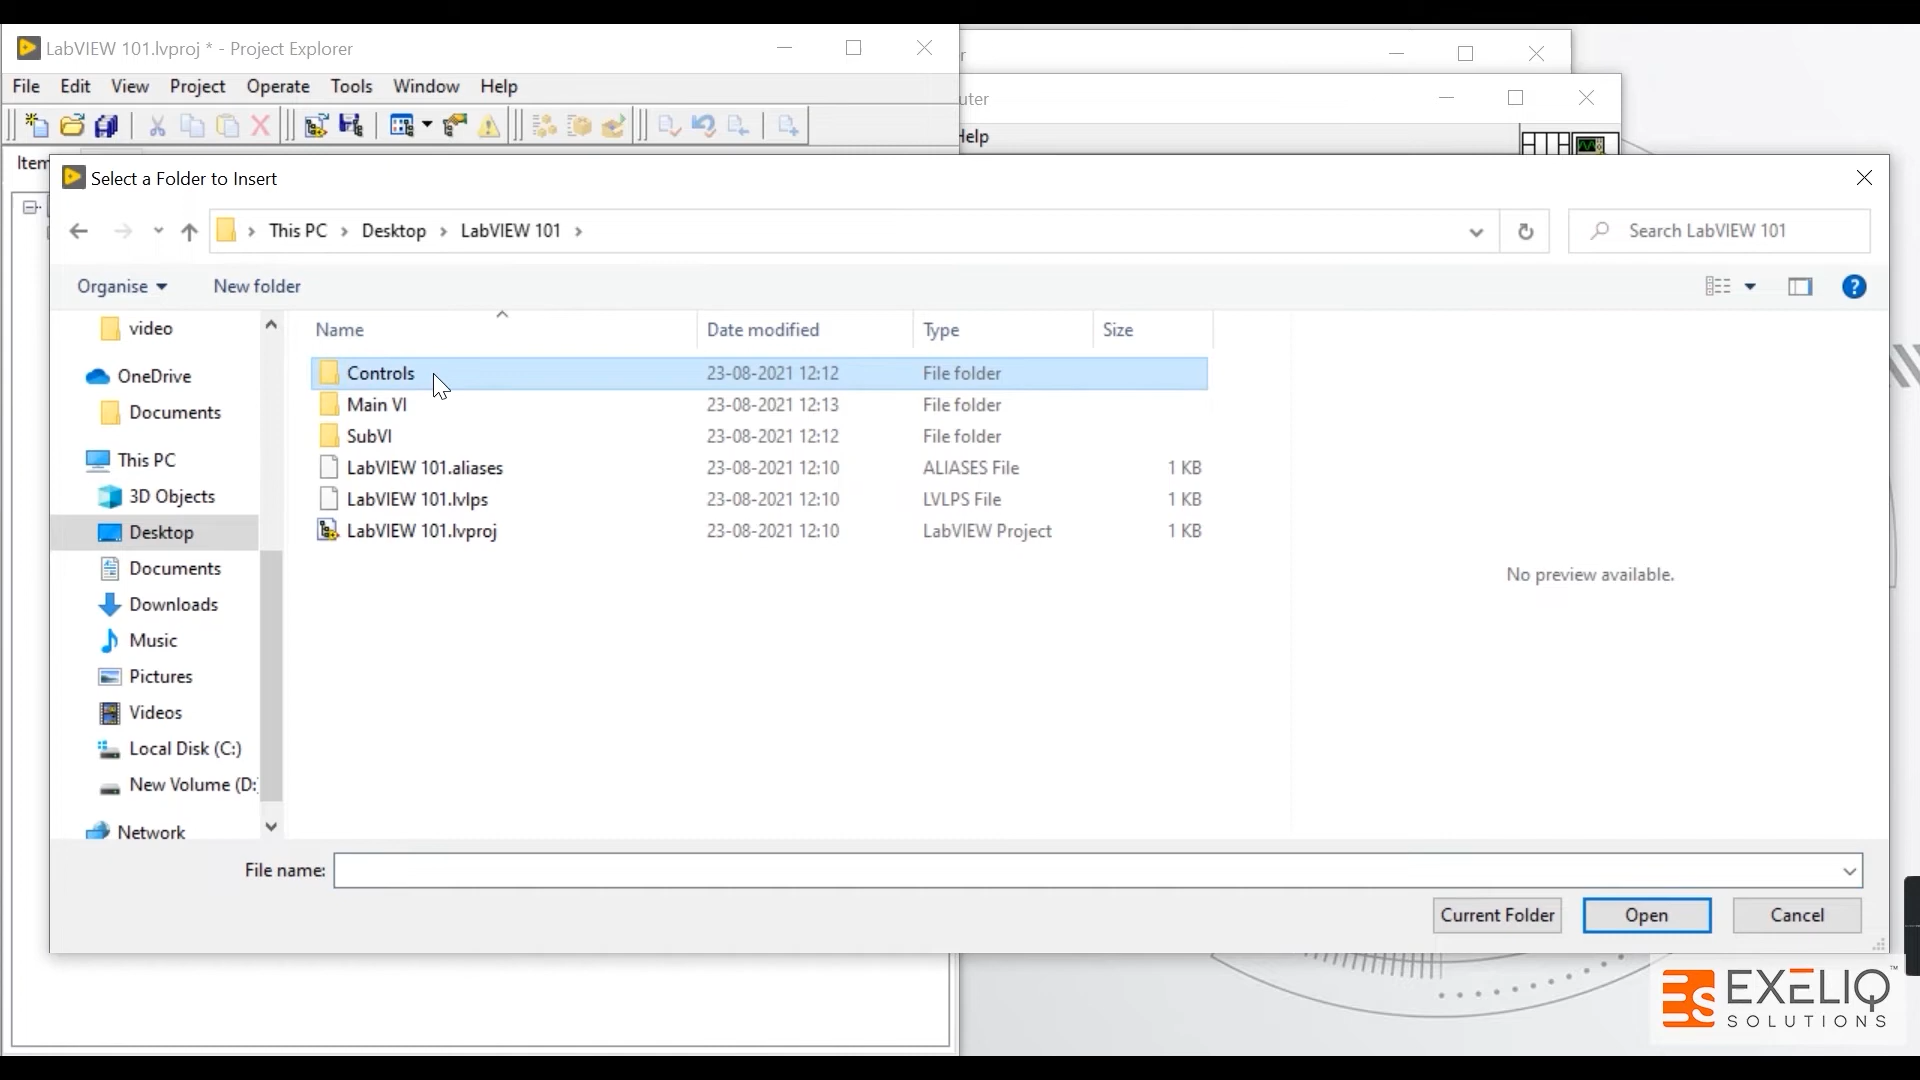 LabVIEW 101.lvproj * - Project Explorer
File Edit View Project Operate Tools Window Help
Help
Select a Folder to Insert
This PC > Desktop > LabVIEW 101 >
Search LabVIEW 101
Organise New folder
Name Date modified Type Size
video
OneDrive
Documents
This PC
3D Objects
Desktop
Documents
Downloads
Music
Pictures
Videos
Local Disk (C:)
New Volume (D:
Network
Controls 23-08-2021 12:12 File folder
Main VI 23-08-2021 12:13 File folder
SubVI 23-08-2021 12:12 File folder
LabVIEW 101.aliases 23-08-2021 12:10 ALIASES File 1 KB
LabVIEW 101.lvlps 23-08-2021 12:10 LVLPS File 1 KB
LabVIEW 101.lvproj 23-08-2021 12:10 LabVIEW Project 1 KB
No preview available.
File name:
Current Folder Open Cancel
EXELIQ™
SOLUTIONS